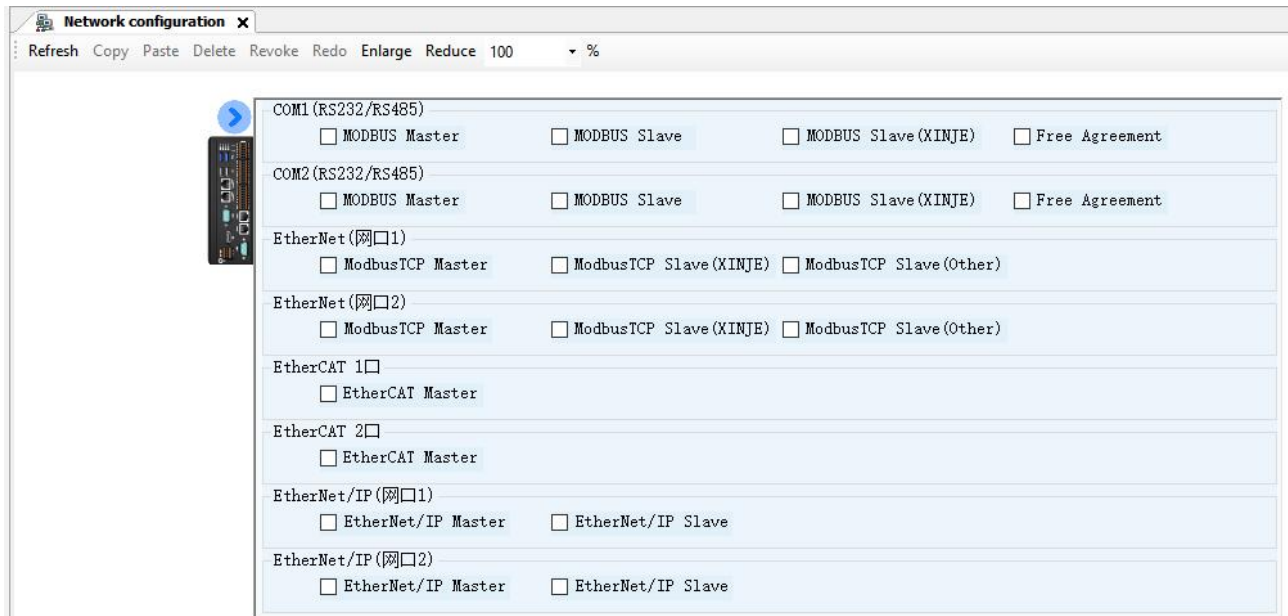 Network configuration x
Refresh Copy Paste Delete Revoke Redo Enlarge Reduce 100 %
COM1(RS232/RS485)
MODBUS Master MODBUS Slave MODBUS Slave(XINJE) Free Agreement
COM2(RS232/RS485)
MODBUS Master MODBUS Slave MODBUS Slave(XINJE) Free Agreement
EtherNet(网口1)
ModbusTCP Master ModbusTCP Slave(XINJE) ModbusTCP Slave(Other)
EtherNet(网口2)
ModbusTCP Master ModbusTCP Slave(XINJE) ModbusTCP Slave(Other)
EtherCAT 1口
EtherCAT Master
EtherCAT 2口
EtherCAT Master
EtherNet/IP(网口1)
EtherNet/IP Master EtherNet/IP Slave
EtherNet/IP(网口2)
EtherNet/IP Master EtherNet/IP Slave